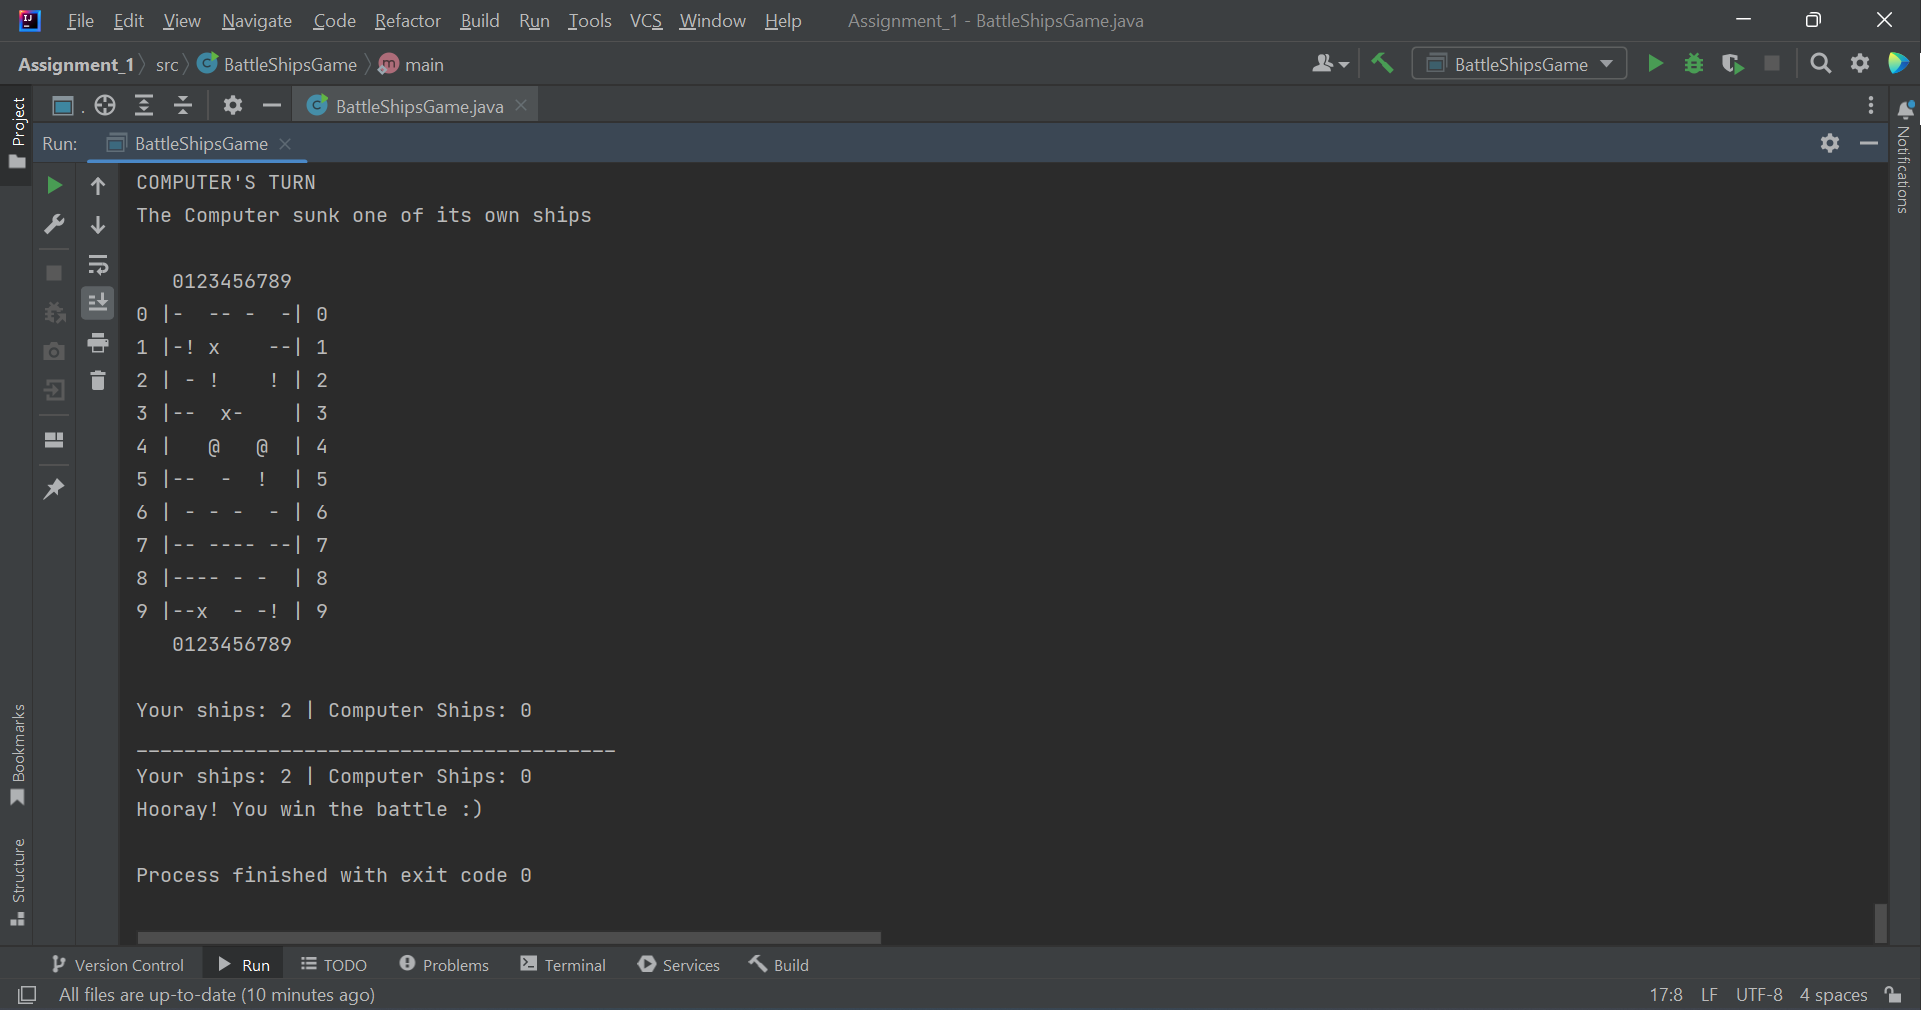 File Edit View Navigate Code Refactor Build Run Tools VCS Window Help Assignment_1 - BattleShipsGame.java
Assignment_1 src BattleShipsGame main BattleShipsGame
BattleShipsGame.java
Run: BattleShipsGame
Project
Notifications
COMPUTER'S TURN
The Computer sunk one of its own ships
   0123456789
0 |-  -- -  -| 0
1 |-! x    --| 1
2 | - !    ! | 2
3 |--  x-    | 3
4 |   @   @  | 4
5 |--  -  !  | 5
6 | - - -  - | 6
7 |-- ---- --| 7
8 |---- - -  | 8
9 |--x  - -! | 9
   0123456789
Your ships: 2 | Computer Ships: 0
________________________________________
Your ships: 2 | Computer Ships: 0
Hooray! You win the battle :)
Process finished with exit code 0
Bookmarks
Structure
Version Control Run TODO Problems Terminal Services Build
All files are up-to-date (10 minutes ago) 17:8 LF UTF-8 4 spaces